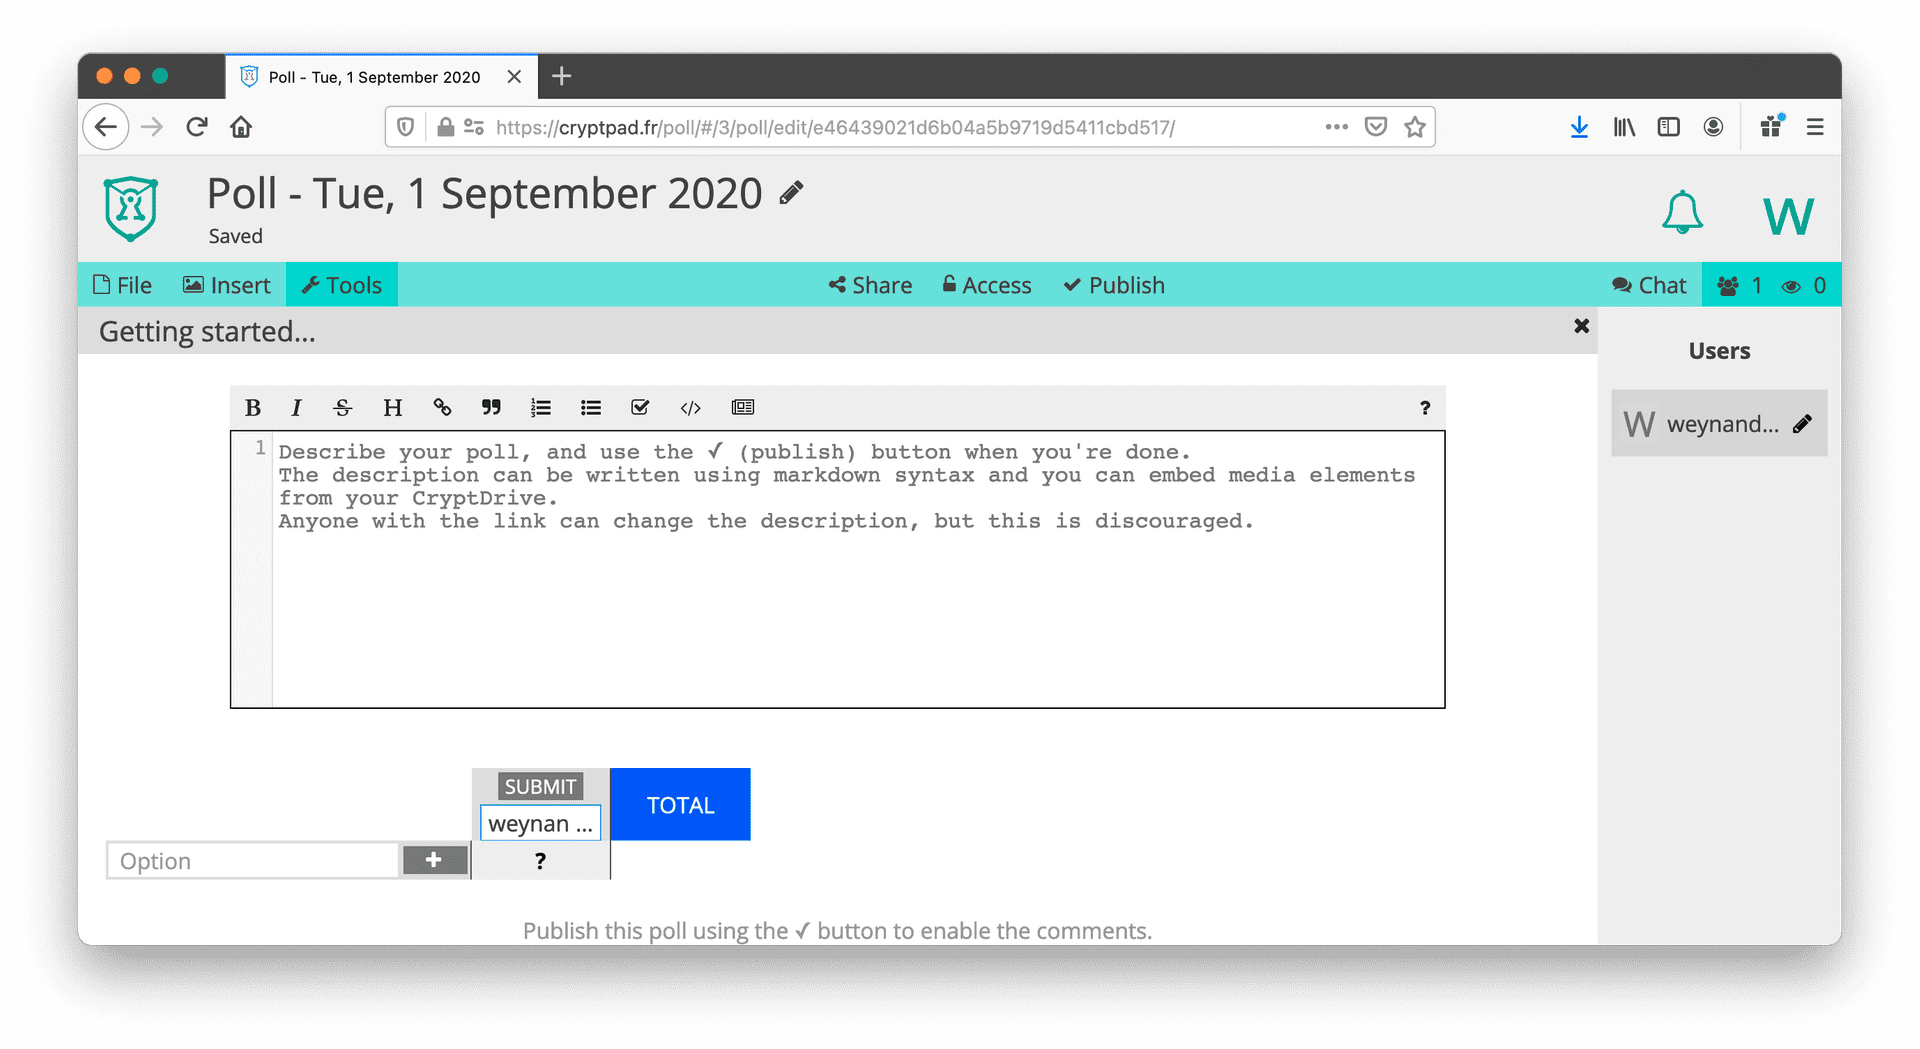 Poll - Tue, 1 September 2020
https://cryptpad.fr/poll/#/3/poll/edit/e46439021d6b04a5b9719d5411cbd517/
Poll - Tue, 1 September 2020
Saved
W
File Insert Tools Share Access Publish Chat 1 0
Getting started...
Users
B I S H ?
W weynand...
1 Describe your poll, and use the ✓ (publish) button when you're done.
The description can be written using markdown syntax and you can embed media elements
from your CryptDrive.
Anyone with the link can change the description, but this is discouraged.
SUBMIT
TOTAL
weynan ...
Option + ?
Publish this poll using the ✓ button to enable the comments.